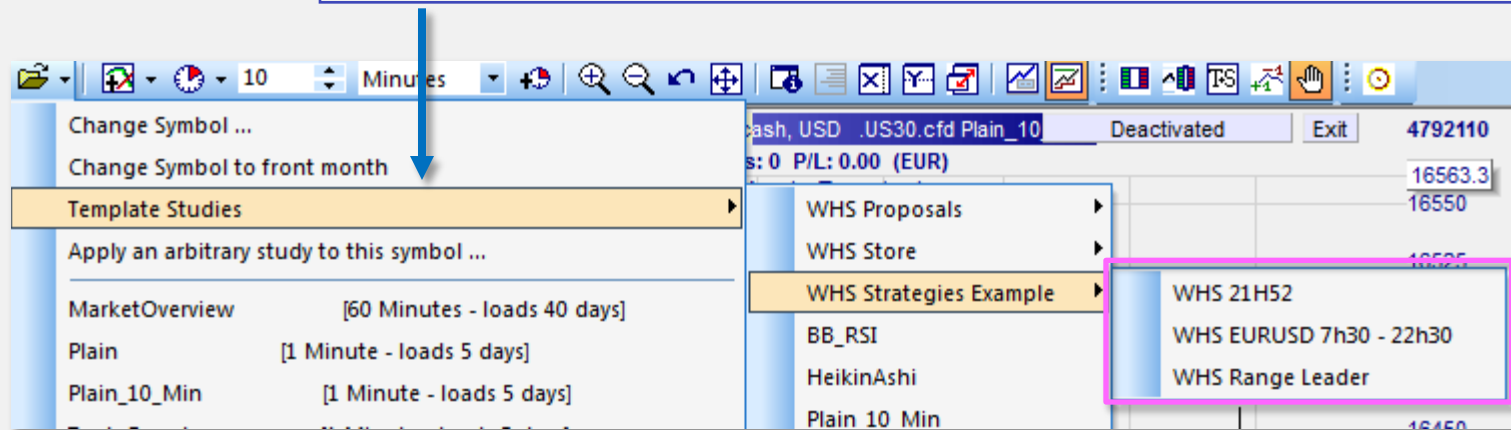 10 Minutes T&S
Change Symbol ...
Change Symbol to front month
Template Studies
Apply an arbitrary study to this symbol ...
MarketOverview [60 Minutes - loads 40 days]
Plain [1 Minute - loads 5 days]
Plain_10_Min [1 Minute - loads 5 days]
cash, USD .US30.cfd Plain_10_ Deactivated Exit 4792110
s: 0 P/L: 0.00 (EUR)
16563.3
16550
WHS Proposals
WHS Store
WHS Strategies Example
BB_RSI
HeikinAshi
Plain_10_Min
16525
WHS 21H52
WHS EURUSD 7h30 - 22h30
WHS Range Leader
16450